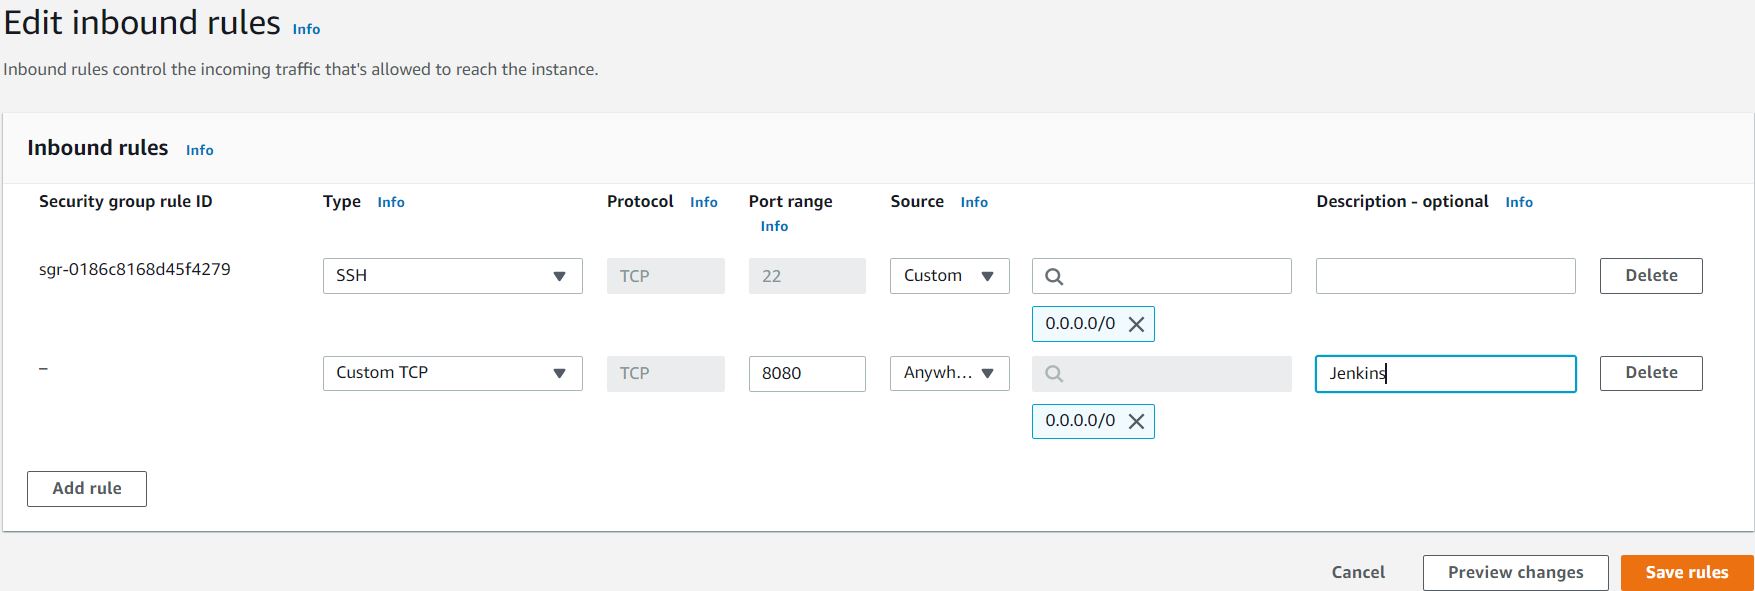 Edit inbound rules Info
Inbound rules control the incoming traffic that's allowed to reach the instance.
Inbound rules Info
Security group rule ID Type Info Protocol Info Port range Info Source Info Description - optional Info
sgr-0186c8168d45f4279 SSH TCP 22 Custom Delete
0.0.0.0/0
– Custom TCP TCP 8080 Anywh... Jenkins Delete
0.0.0.0/0
Add rule
Cancel Preview changes Save rules